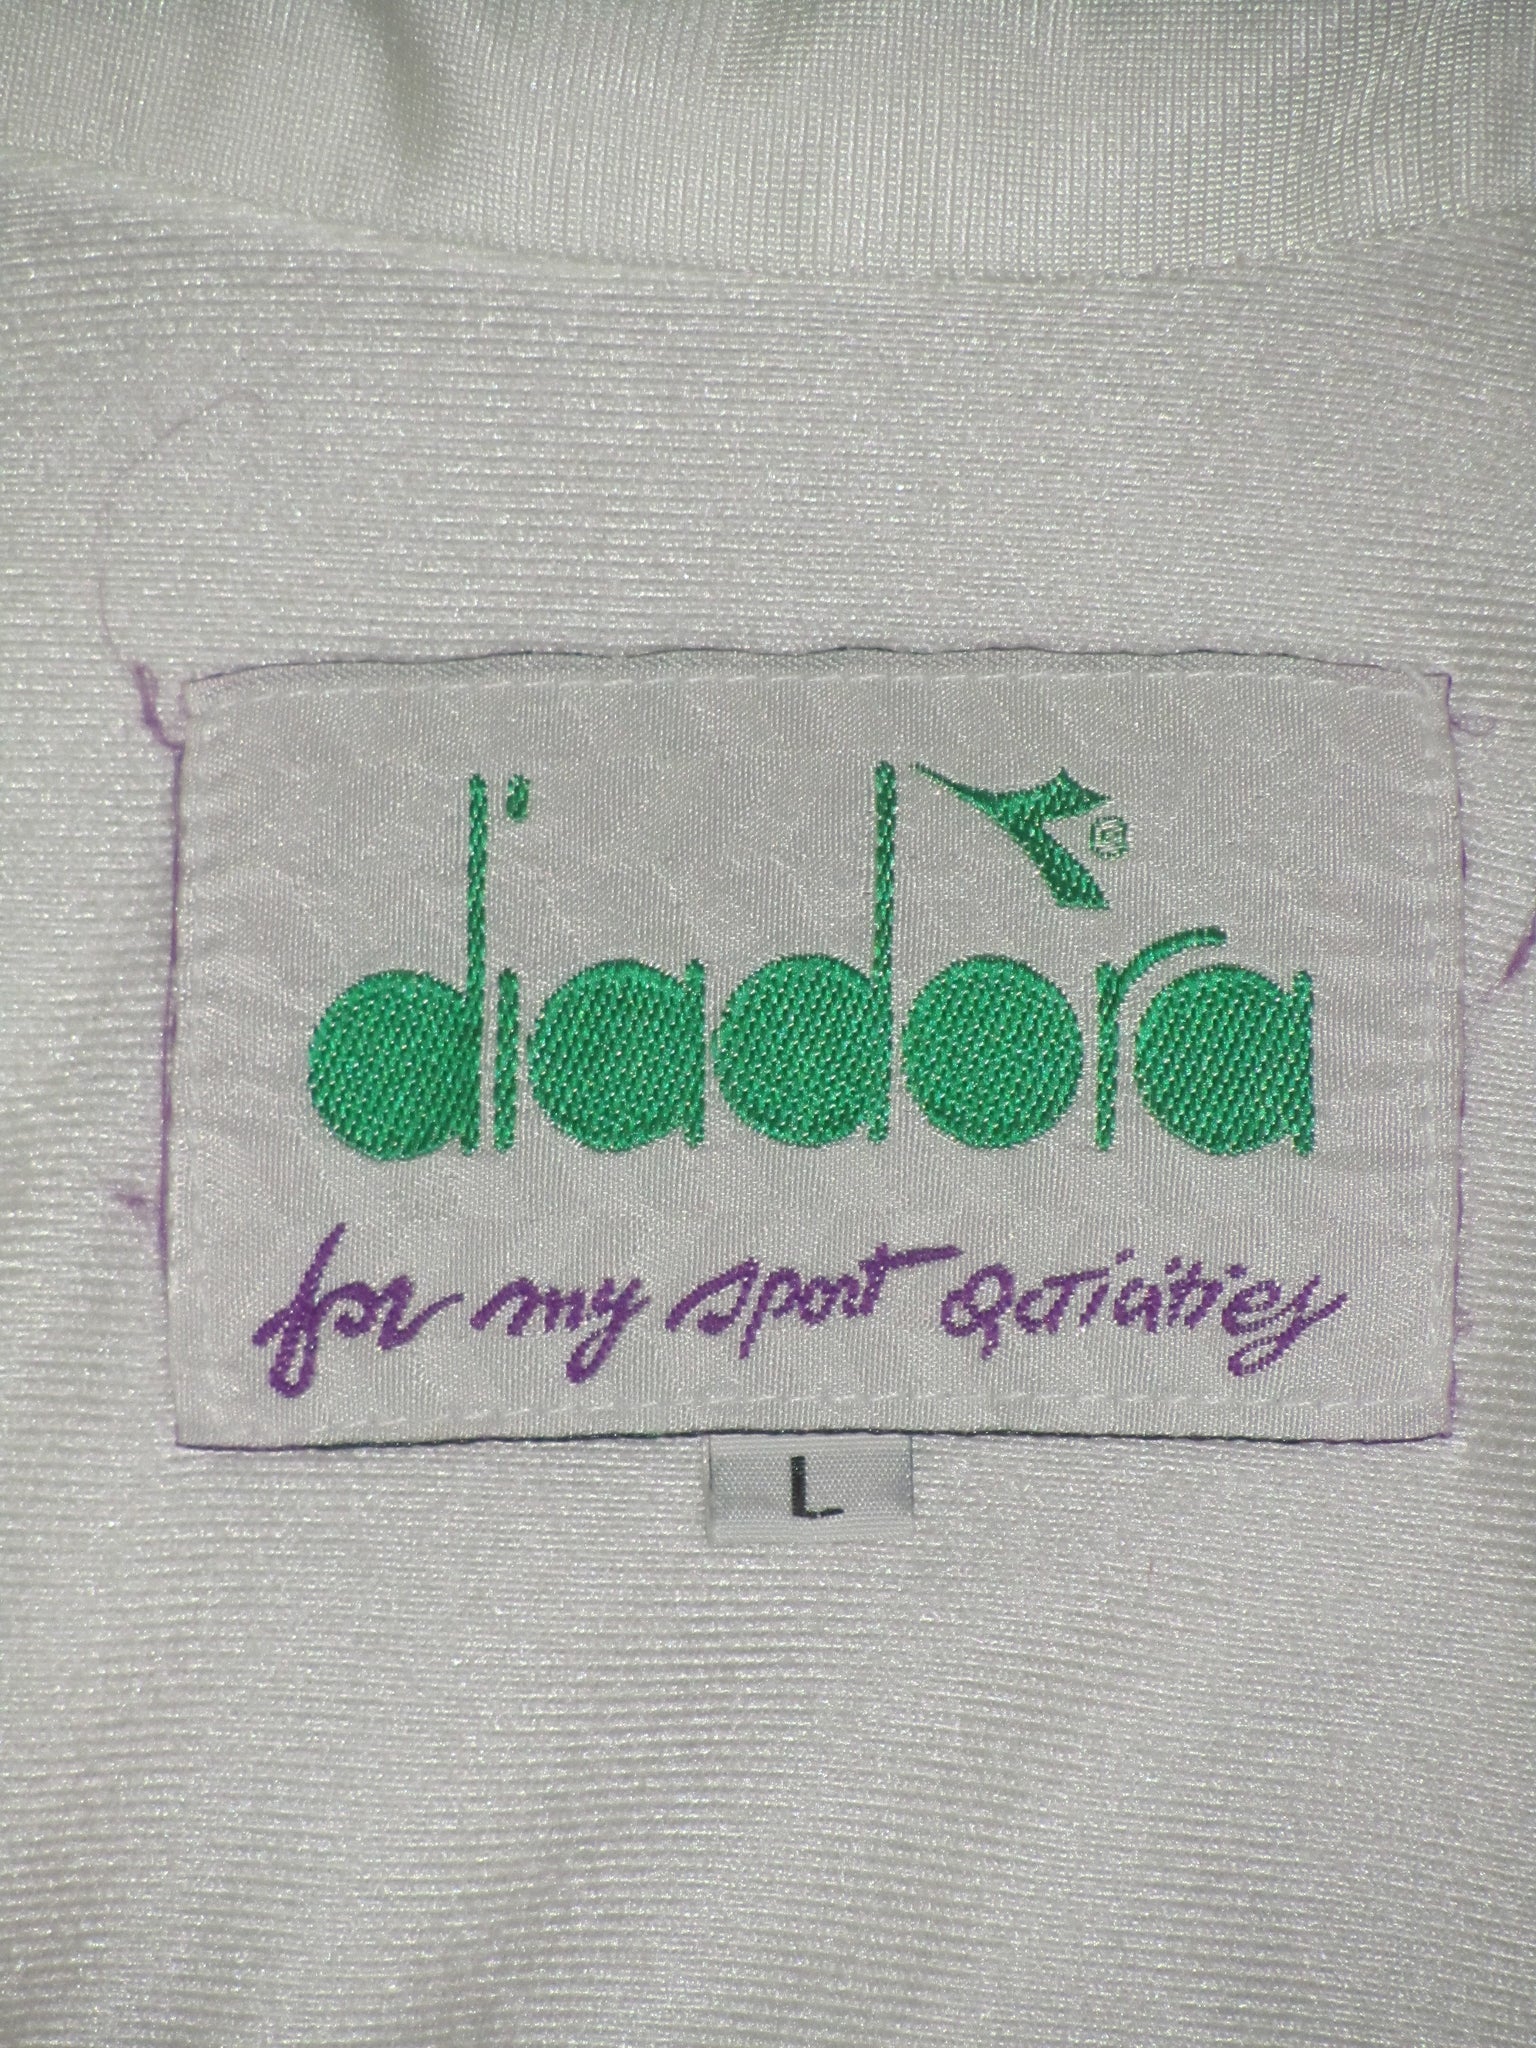 diadora®
for my sport activities
L